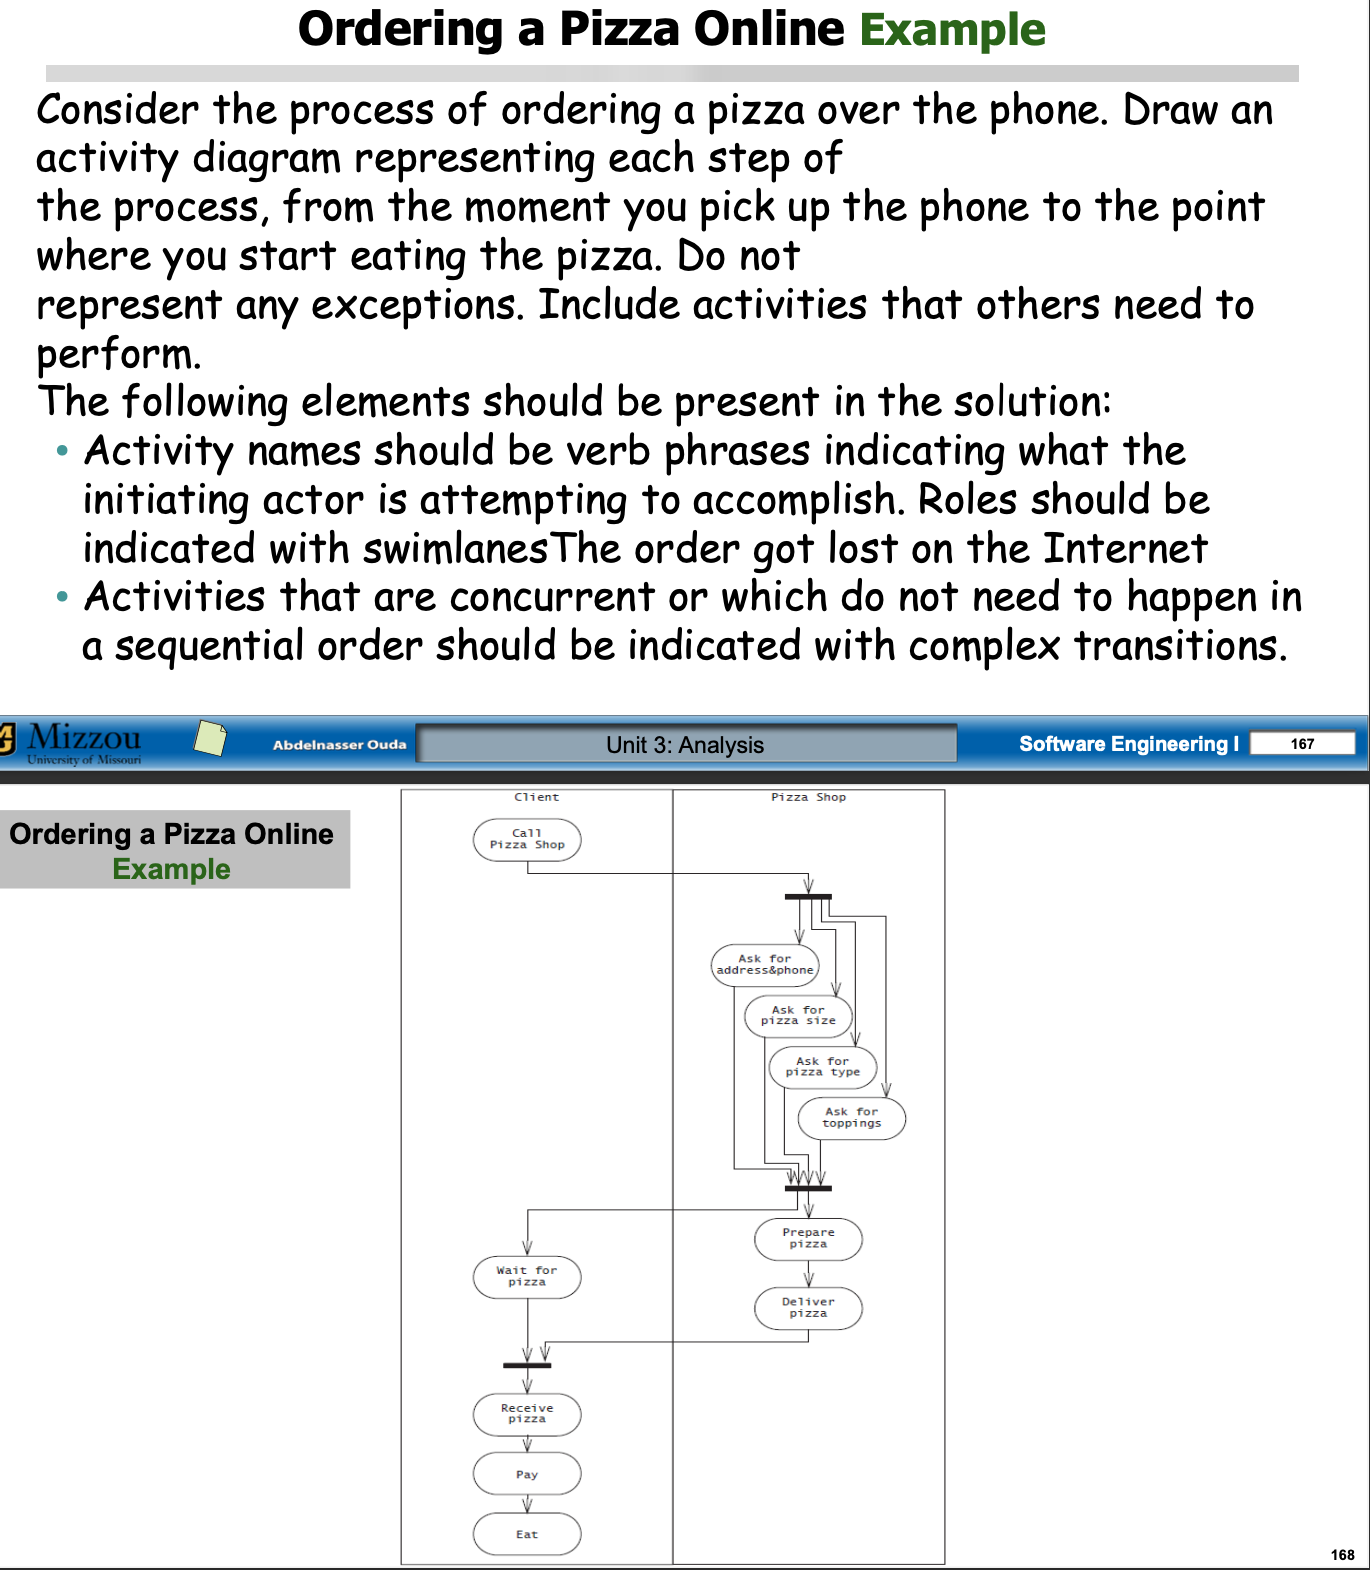 Ordering a Pizza Online Example
Consider the process of ordering a pizza over the phone. Draw an
activity diagram representing each step of
the process, from the moment you pick up the phone to the point
where you start eating the pizza. Do not
represent any exceptions. Include activities that others need to
perform.
The following elements should be present in the solution:
• Activity names should be verb phrases indicating what the
initiating actor is attempting to accomplish. Roles should be
indicated with swimlanesThe order got lost on the Internet
• Activities that are concurrent or which do not need to happen in
a sequential order should be indicated with complex transitions.
Mizzou
University of Missouri
Abdelnasser Ouda
Unit 3: Analysis
Software Engineering I
167
Ordering a Pizza Online
Example
Client
Pizza Shop
Call
Pizza Shop
Ask for
address&phone
Ask for
pizza size
Ask for
pizza type
Ask for
toppings
Prepare
pizza
Wait for
pizza
Deliver
pizza
Receive
pizza
Pay
Eat
168